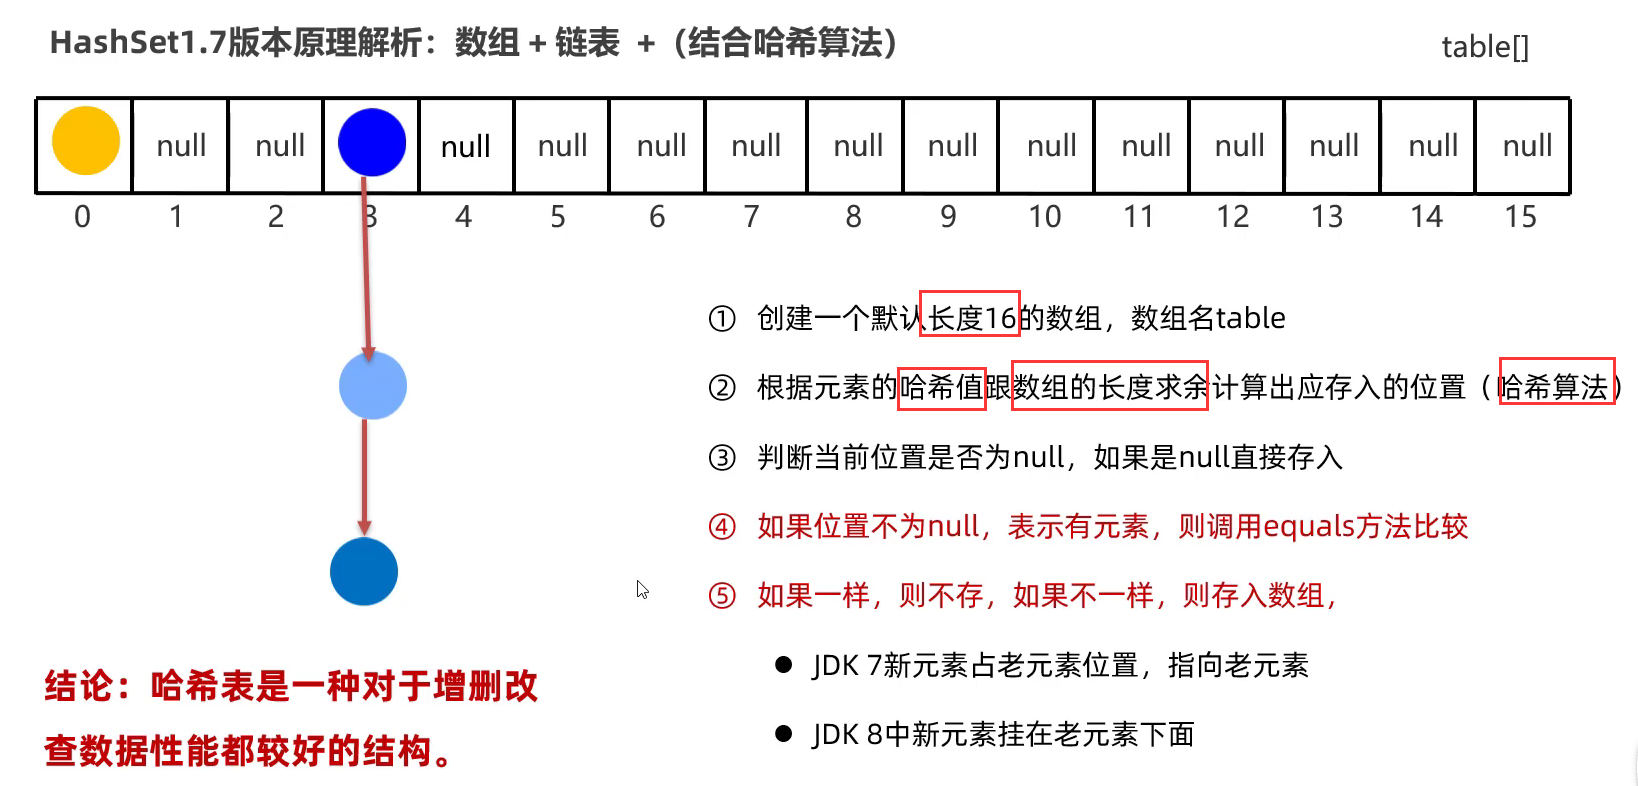 HashSet1.7版本原理解析：数组 + 链表 +（结合哈希算法）
table[]
null null null null null null null null null null null null null null
0 1 2 3 4 5 6 7 8 9 10 11 12 13 14 15
① 创建一个默认长度16的数组，数组名table
② 根据元素的哈希值跟数组的长度求余计算出应存入的位置（哈希算法）
③ 判断当前位置是否为null，如果是null直接存入
④ 如果位置不为null，表示有元素，则调用equals方法比较
⑤ 如果一样，则不存，如果不一样，则存入数组，
● JDK 7新元素占老元素位置，指向老元素
● JDK 8中新元素挂在老元素下面
结论：哈希表是一种对于增删改
查数据性能都较好的结构。